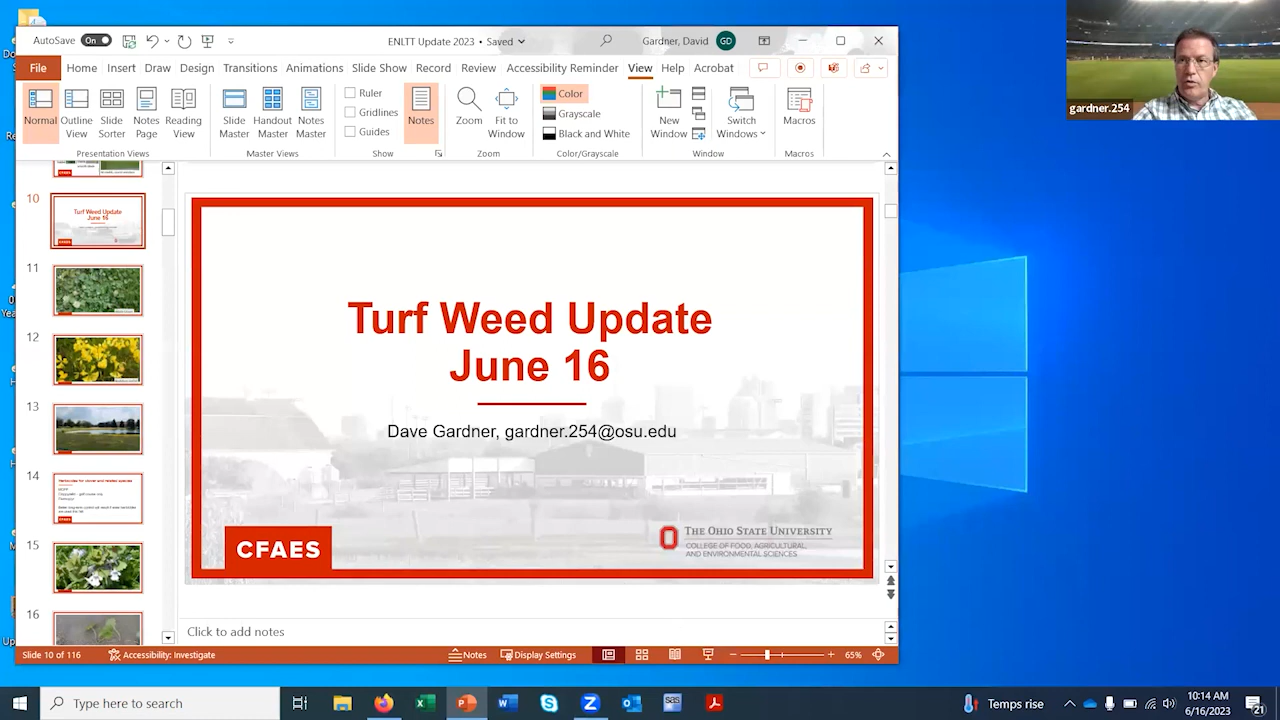 AutoSave On
ENLTT Update 2023 • Saved
Gardner, David GD
File Home Insert Draw Design Transitions Animations Slide Show Record Review Accessibility Reminder View Help Acrobat
Normal
Outline View
Slide Sorter
Notes Page
Reading View
Presentation Views
Slide Master
Handout Master
Notes Master
Master Views
Ruler
Gridlines
Guides
Show
Notes
Zoom
Fit to Window
Zoom
Color
Grayscale
Black and White
Color/Grayscale
New Window
Switch Windows
Window
Macros
Macros
gardner.254
10
Turf Weed Update
June 16
11
12
13
14
15
16
CFAES
Turf Weed Update
June 16
Dave Gardner, gardner.254@osu.edu
CFAES
THE OHIO STATE UNIVERSITY
COLLEGE OF FOOD, AGRICULTURAL,
AND ENVIRONMENTAL SCIENCES
Click to add notes
Slide 10 of 116 Accessibility: Investigate Notes Display Settings 65%
Type here to search
Temps rise
10:14 AM
6/16/2023
21